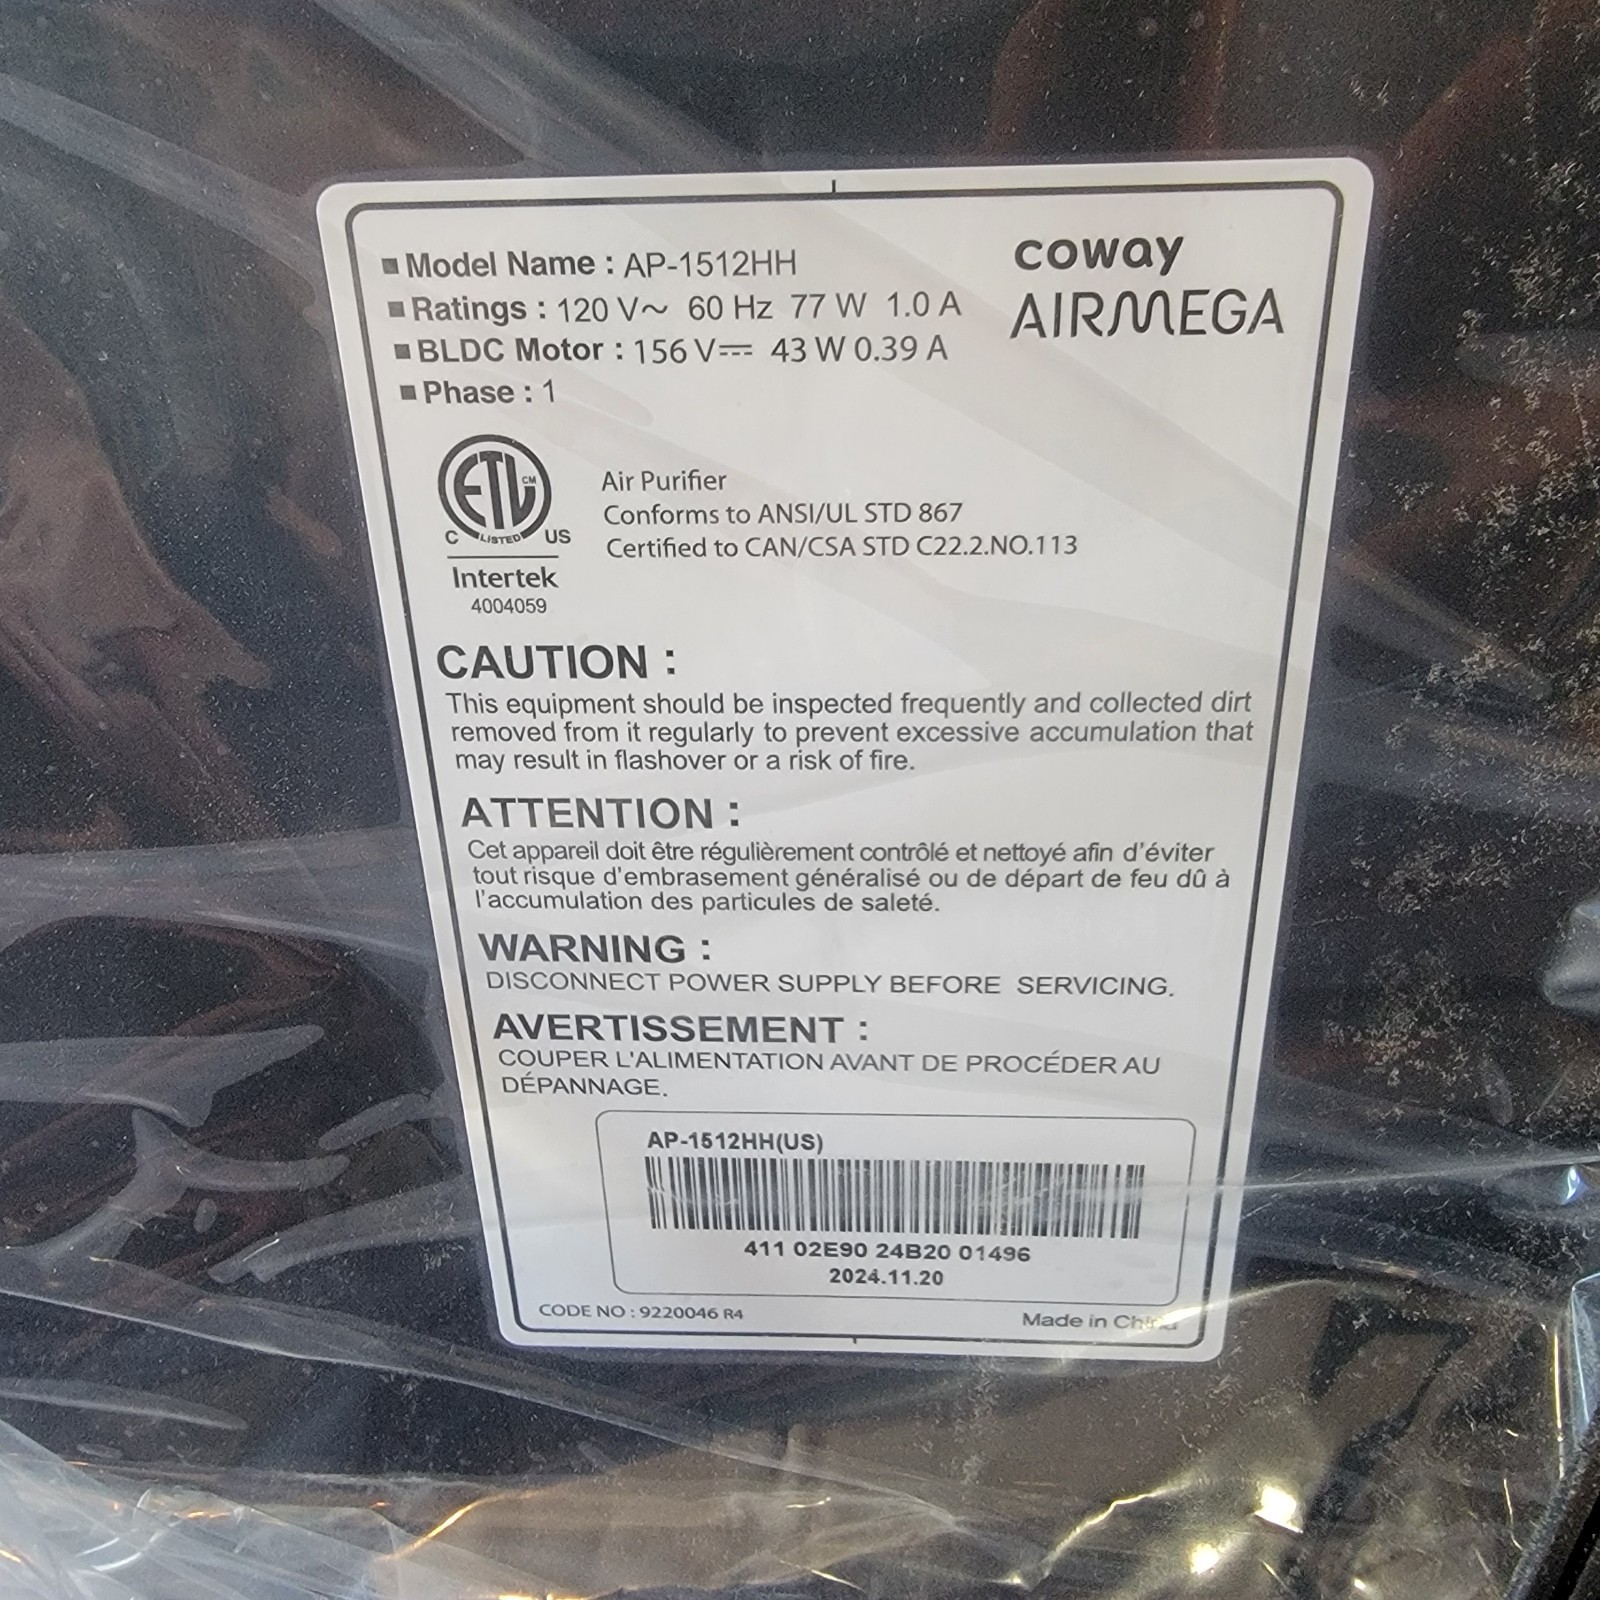 Model Name : AP-1512HH
Ratings : 120 V~ 60 Hz 77 W 1.0 A
BLDC Motor : 156 V⎓ 43 W 0.39 A
Phase : 1
coway
AIRMEGA
ETL CM
C LISTED US
Intertek
4004059
Air Purifier
Conforms to ANSI/UL STD 867
Certified to CAN/CSA STD C22.2.NO.113
CAUTION :
This equipment should be inspected frequently and collected dirt
removed from it regularly to prevent excessive accumulation that
may result in flashover or a risk of fire.
ATTENTION :
Cet appareil doit être régulièrement contrôlé et nettoyé afin d'éviter
tout risque d'embrasement généralisé ou de départ de feu dû à
l'accumulation des particules de saleté.
WARNING :
DISCONNECT POWER SUPPLY BEFORE SERVICING.
AVERTISSEMENT :
COUPER L'ALIMENTATION AVANT DE PROCÉDER AU
DÉPANNAGE.
AP-1512HH(US)
411 02E90 24B20 01496
2024.11.20
CODE NO : 9220046 R4
Made in China